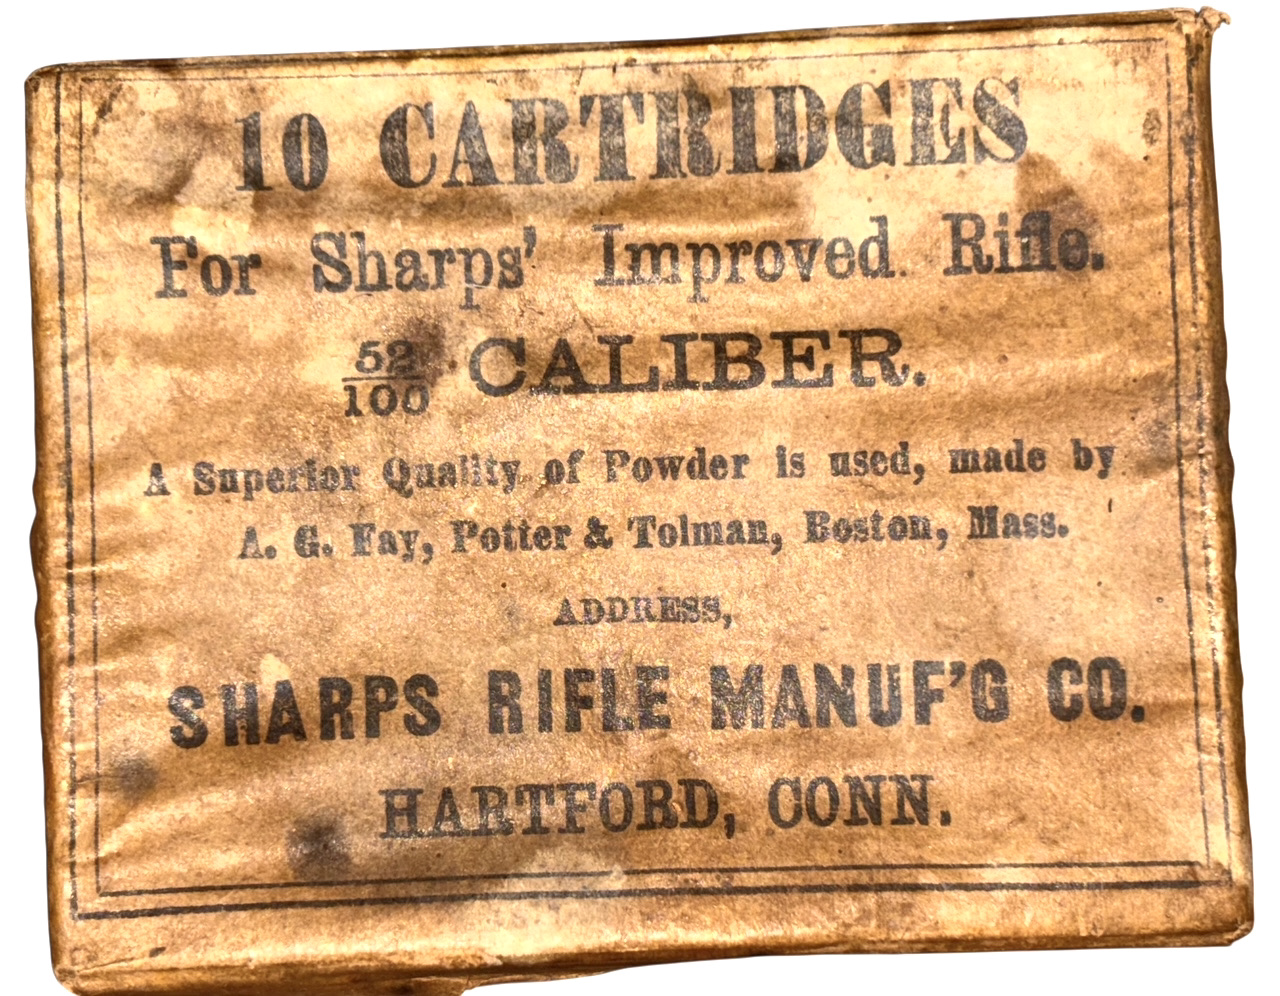 10 CARTRIDGES
For Sharps' Improved Rifle.
52/100 CALIBER.
A Superior Quality of Powder is used, made by
A. G. Fay, Potter & Tolman, Boston, Mass.
ADDRESS,
SHARPS RIFLE MANUF'G CO.
HARTFORD, CONN.